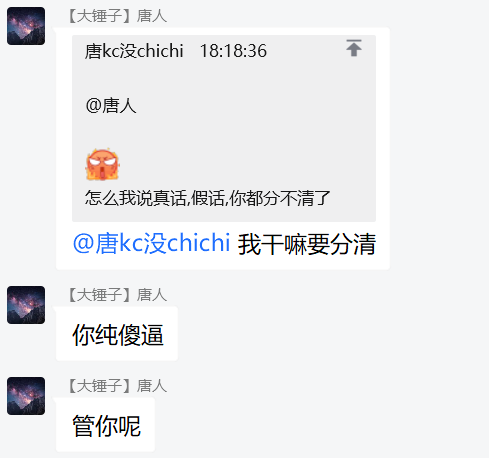 【大锤子】唐人
唐kc没chichi 18:18:36
@唐人
怎么我说真话,假话,你都分不清了
@唐kc没chichi 我干嘛要分清
【大锤子】唐人
你纯傻逼
【大锤子】唐人
管你呢